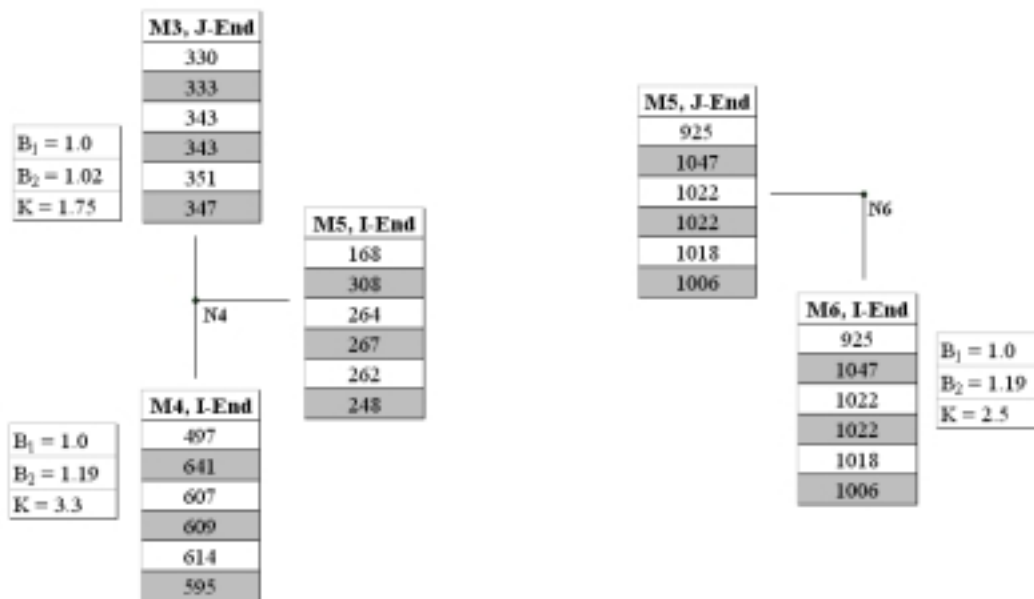 M3, J-End
330
333
343
343
351
347
B₁ = 1.0
B₂ = 1.02
K = 1.75
M5, I-End
168
308
264
267
262
248
N4
M4, I-End
497
641
607
609
614
595
B₁ = 1.0
B₂ = 1.19
K = 3.3
M5, J-End
925
1047
1022
1022
1018
1006
N6
M6, I-End
925
1047
1022
1022
1018
1006
B₁ = 1.0
B₂ = 1.19
K = 2.5